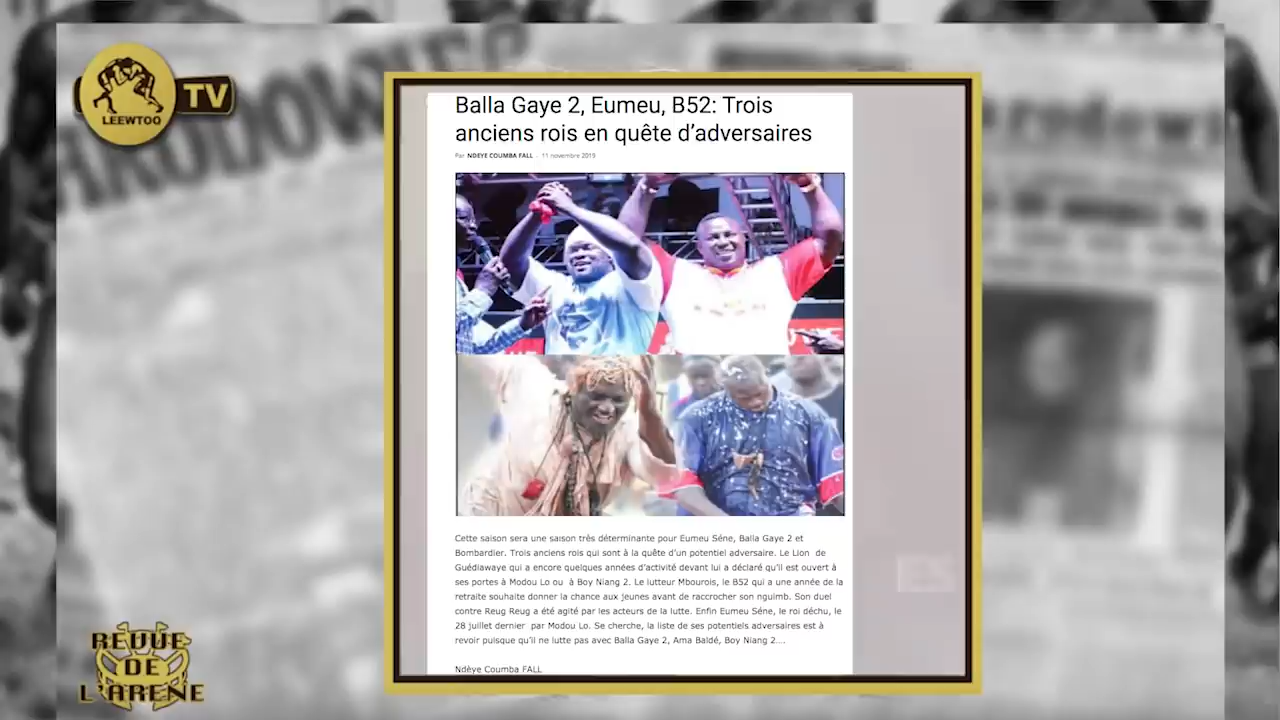 LEEWTOO
TV
Balla Gaye 2, Eumeu, B52: Trois
anciens rois en quête d'adversaires
Par NDEYE COUMBA FALL - 11 novembre 2019
Cette saison sera une saison très déterminante pour Eumeu Séne, Balla Gaye 2 et
Bombardier. Trois anciens rois qui sont à la quête d'un potentiel adversaire. Le Lion de
Guédiawaye qui a encore quelques années d'activité devant lui a déclaré qu'il est ouvert à
ses portes à Modou Lo ou à Boy Niang 2. Le lutteur Mbourois, le B52 qui a une année de la
retraite souhaite donner la chance aux jeunes avant de raccrocher son nguimb. Son duel
contre Reug Reug a été agité par les acteurs de la lutte. Enfin Eumeu Séne, le roi déchu, le
28 juillet dernier par Modou Lo. Se cherche, la liste de ses potentiels adversaires est à
revoir puisque qu'il ne lutte pas avec Balla Gaye 2, Ama Baldé, Boy Niang 2...
Ndèye Coumba FALL
REVUE
DE
L'ARENE